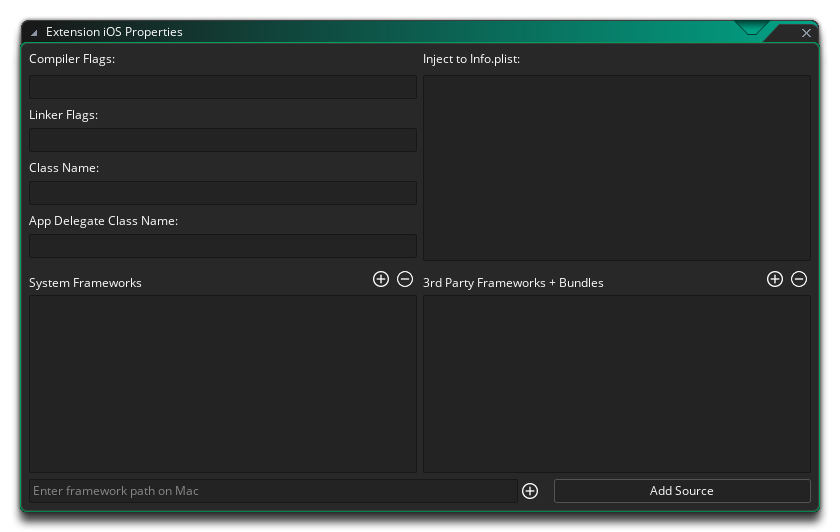 Extension iOS Properties
Compiler Flags:
Inject to Info.plist:
Linker Flags:
Class Name:
App Delegate Class Name:
System Frameworks
3rd Party Frameworks + Bundles
Enter framework path on Mac
Add Source